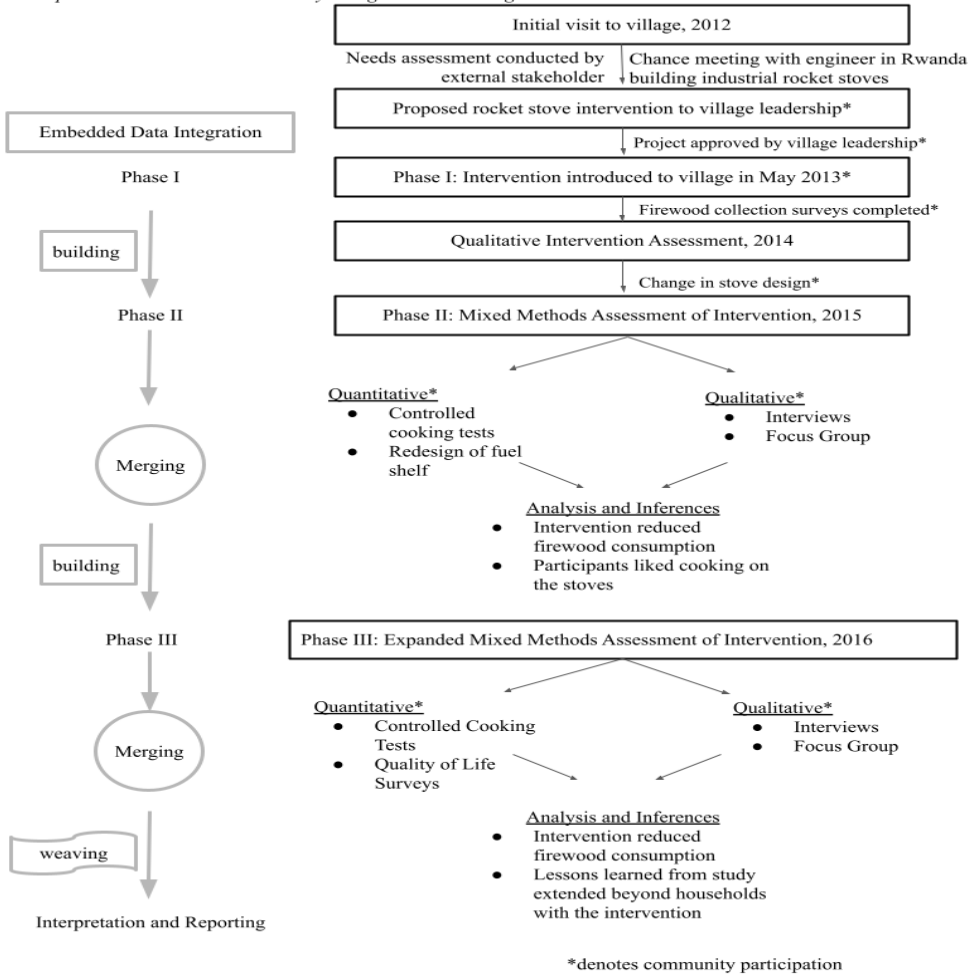 Initial visit to village, 2012
Needs assessment conducted by
external stakeholder
Chance meeting with engineer in Rwanda
building industrial rocket stoves
Proposed rocket stove intervention to village leadership*
Project approved by village leadership*
Phase I: Intervention introduced to village in May 2013*
Firewood collection surveys completed*
Qualitative Intervention Assessment, 2014
Change in stove design*
Phase II: Mixed Methods Assessment of Intervention, 2015
Quantitative*
● Controlled
cooking tests
● Redesign of fuel
shelf
Qualitative*
● Interviews
● Focus Group
Analysis and Inferences
● Intervention reduced
firewood consumption
● Participants liked cooking on
the stoves
Phase III: Expanded Mixed Methods Assessment of Intervention, 2016
Quantitative*
● Controlled Cooking
Tests
● Quality of Life
Surveys
Qualitative*
● Interviews
● Focus Group
Analysis and Inferences
● Intervention reduced
firewood consumption
● Lessons learned from study
extended beyond households
with the intervention
Embedded Data Integration
Phase I
building
Phase II
Merging
building
Phase III
Merging
weaving
Interpretation and Reporting
*denotes community participation